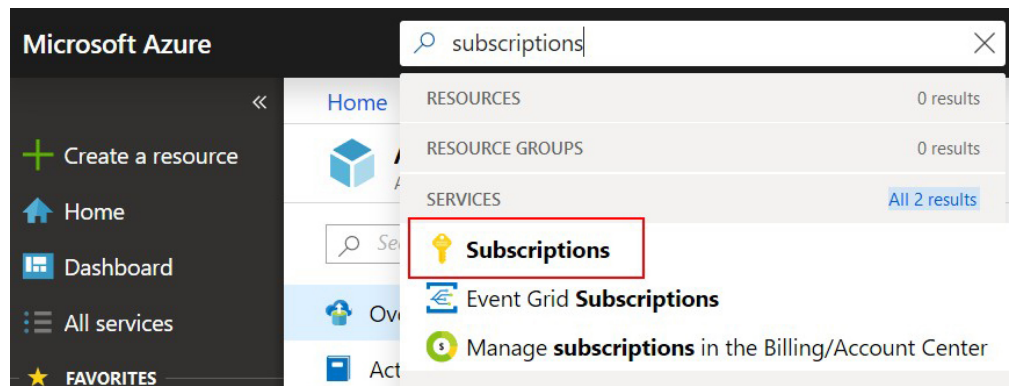 Microsoft Azure
subscriptions
Create a resource
Home
Dashboard
All services
FAVORITES
Home
RESOURCES 0 results
RESOURCE GROUPS 0 results
SERVICES All 2 results
Subscriptions
Event Grid Subscriptions
Manage subscriptions in the Billing/Account Center